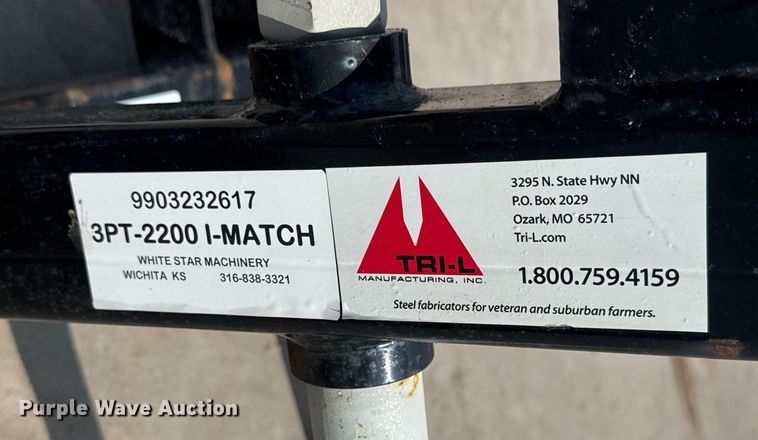 9903232617
3PT-2200 I-MATCH
WHITE STAR MACHINERY
WICHITA KS 316-838-3321
TRI-L
MANUFACTURING, INC.
3295 N. State Hwy NN
P.O. Box 2029
Ozark, MO 65721
Tri-L.com
1.800.759.4159
Steel fabricators for veteran and suburban farmers.
Purple Wave Auction